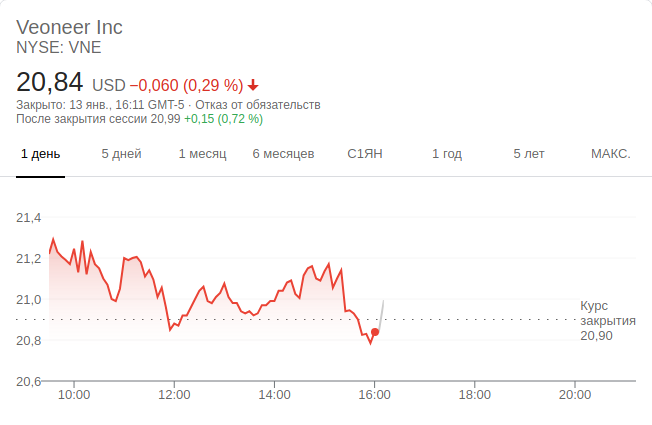 Veoneer Inc
NYSE: VNE
20,84 USD −0,060 (0,29 %)
Закрыто: 13 янв., 16:11 GMT-5 · Отказ от обязательств
После закрытия сессии 20,99 +0,15 (0,72 %)
1 день 5 дней 1 месяц 6 месяцев С1ЯН 1 год 5 лет МАКС.
21,4
21,2
21,0
Курс
закрытия
20,90
20,8
20,6
10:00 12:00 14:00 16:00 18:00 20:00